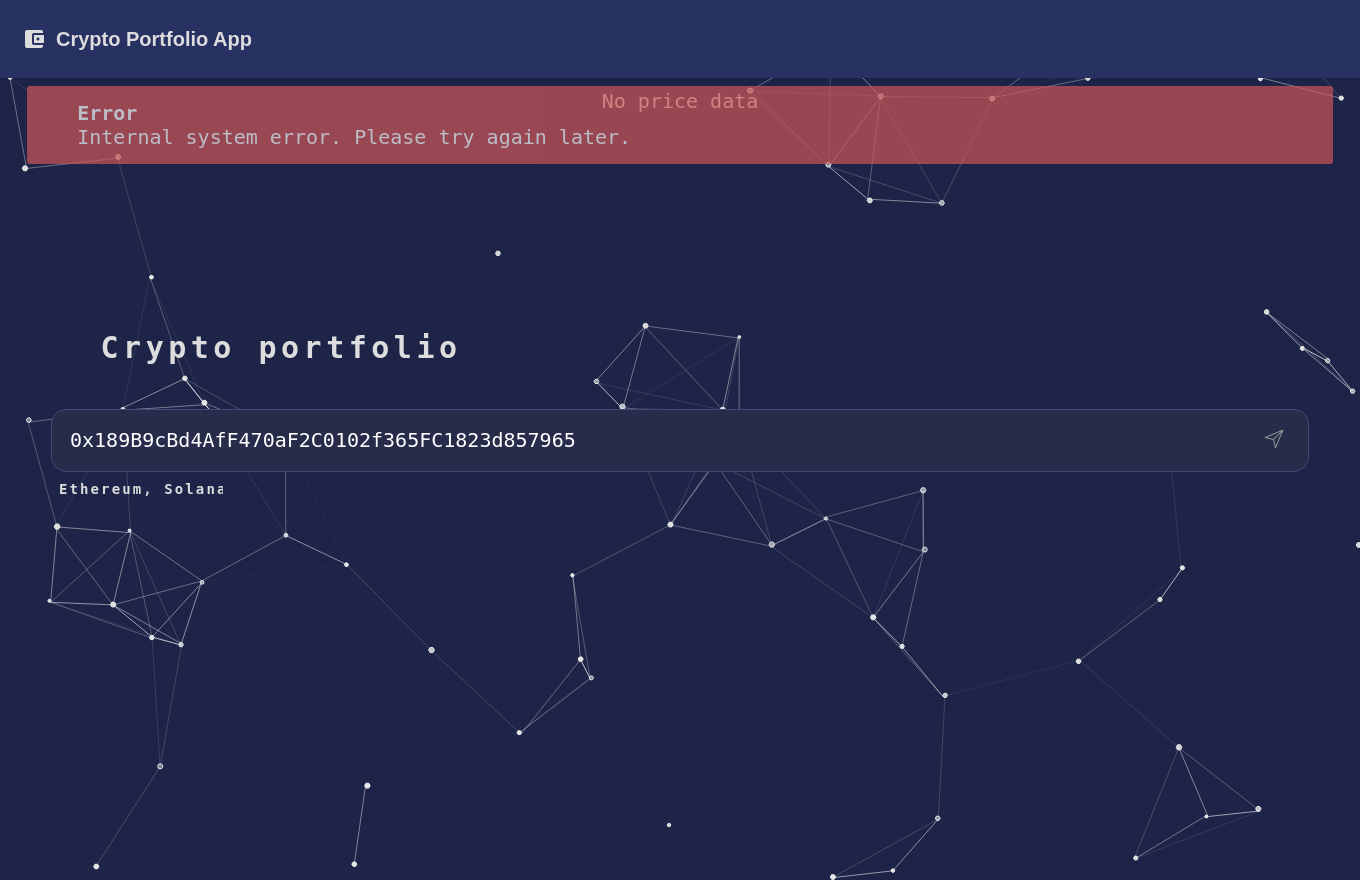 Crypto Portfolio App
No price data
Error
Internal system error. Please try again later.
Crypto portfolio
0x189B9cBd4AfF470aF2C0102f365FC1823d857965
Ethereum, Solana